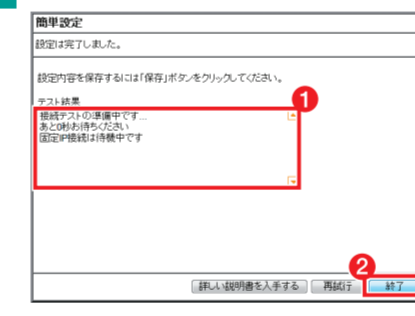 簡単設定
設定は完了しました。
設定内容を保存するには「保存」ボタンをクリックしてください。
テスト結果
1
接続テストの準備中です...
あと0秒お待ちください
固定IP接続は待機中です
2
詳しい説明書を入手する 再試行 終了